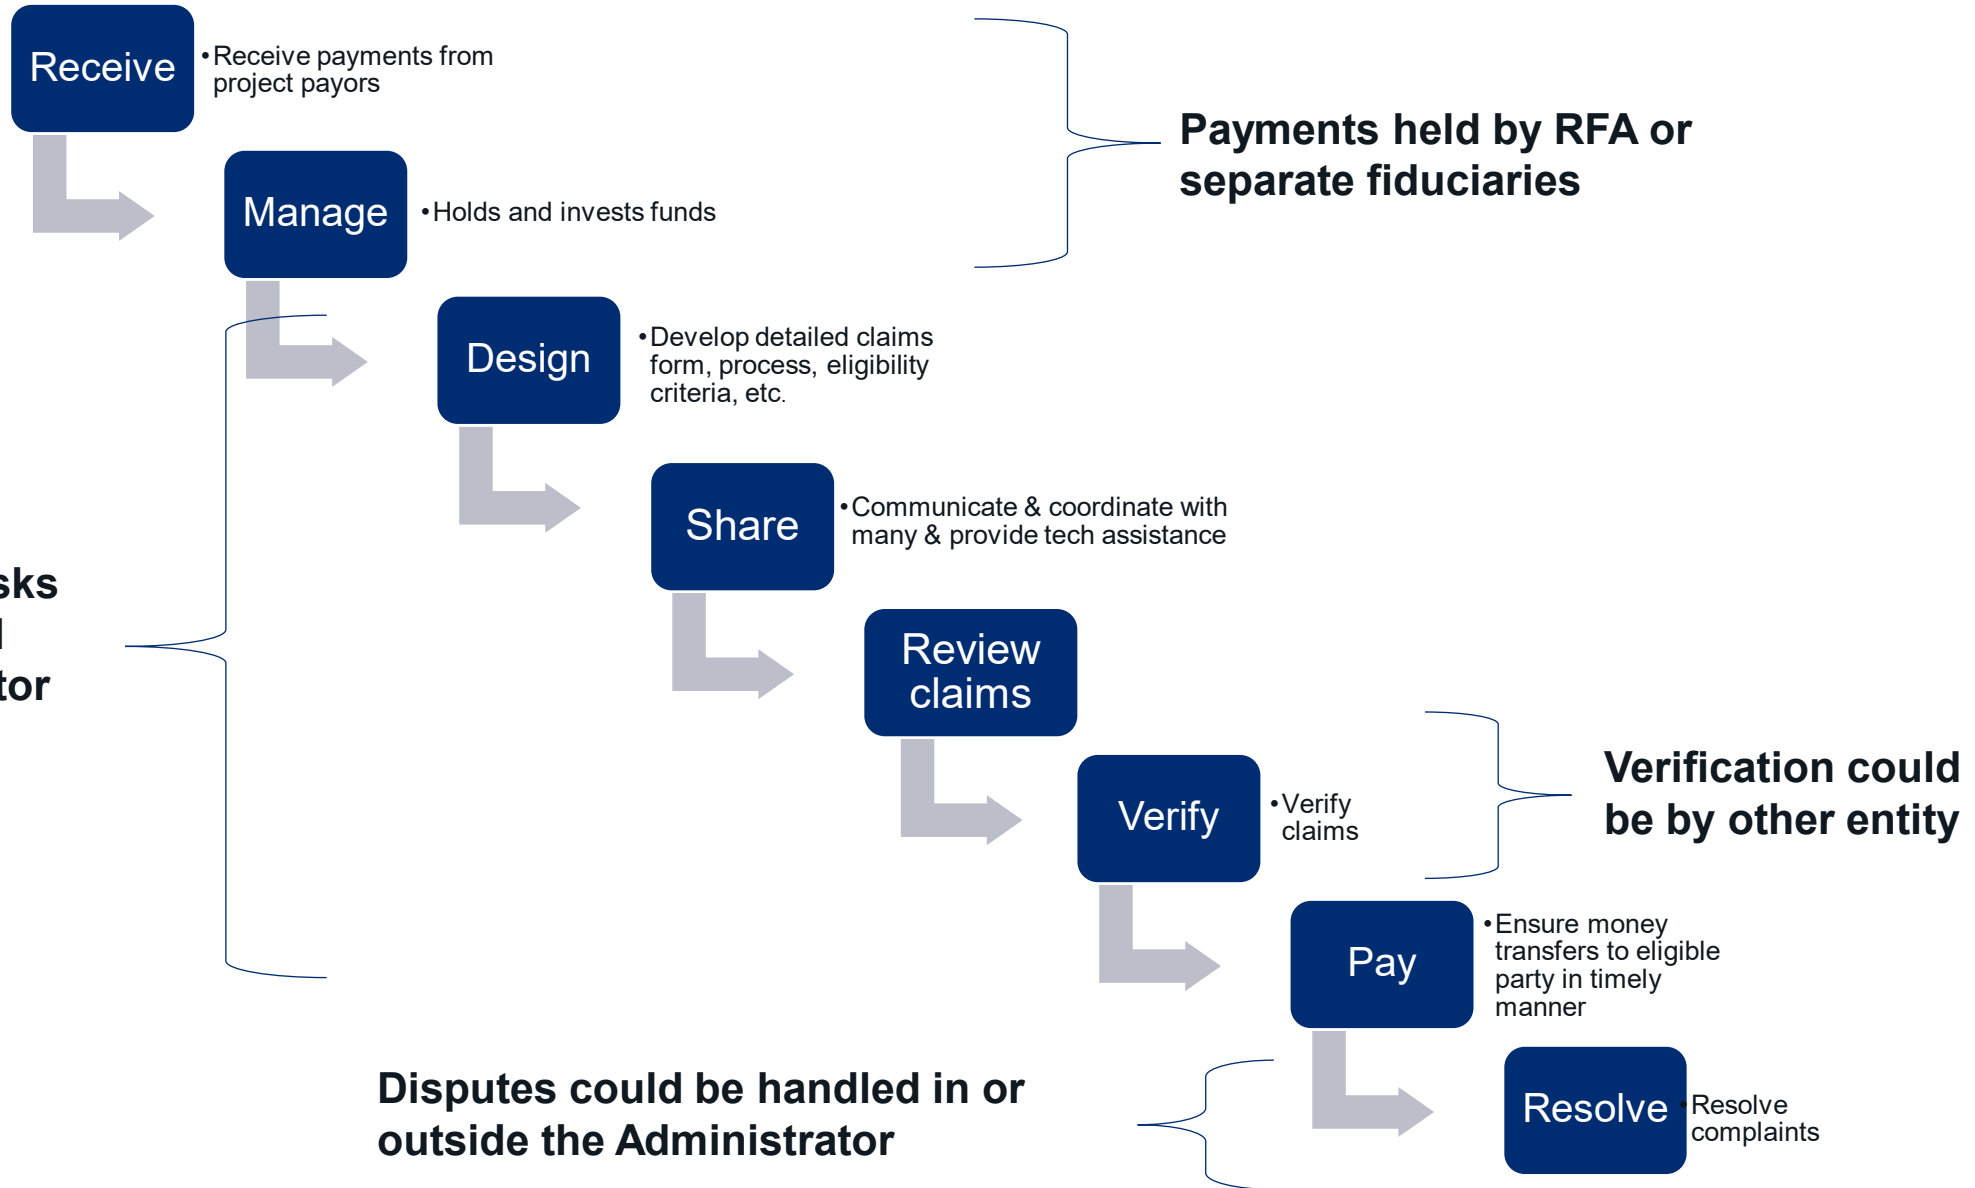 Receive
•Receive payments from
project payors
Payments held by RFA or
separate fiduciaries
Manage
•Holds and invests funds
Design
•Develop detailed claims
form, process, eligibility
criteria, etc.
Share
•Communicate & coordinate with
many & provide tech assistance
Review
claims
Verify
•Verify
claims
Verification could
be by other entity
Pay
•Ensure money
transfers to eligible
party in timely
manner
Disputes could be handled in or
outside the Administrator
Resolve
•Resolve
complaints